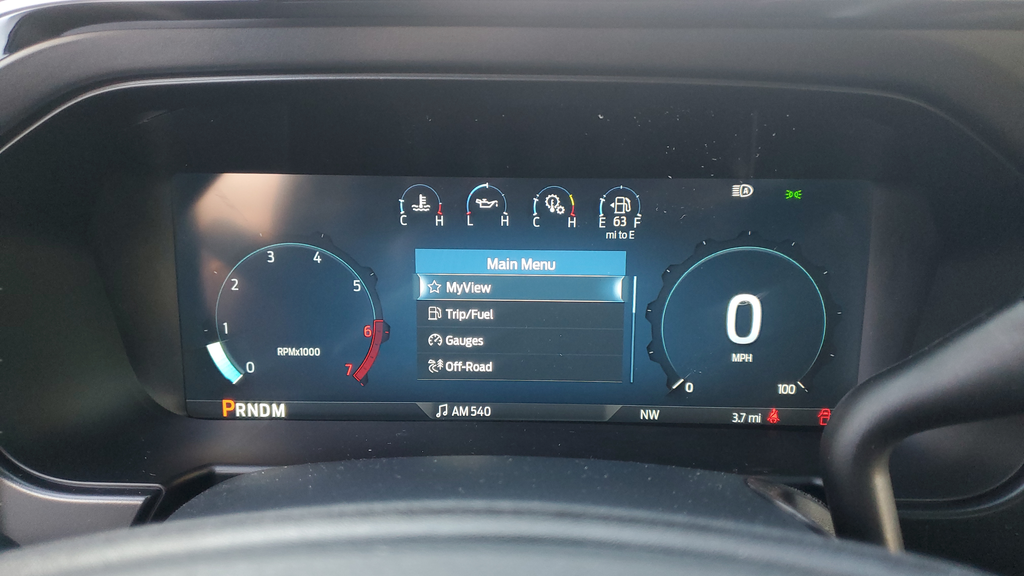 C H L H C H E 63 F
mi to E
Main Menu
MyView
Trip/Fuel
Gauges
Off-Road
0 1 2 3 4 5 6 7
RPMx1000
0
MPH
0 100
PRNDM
AM 540
NW
3.7 mi